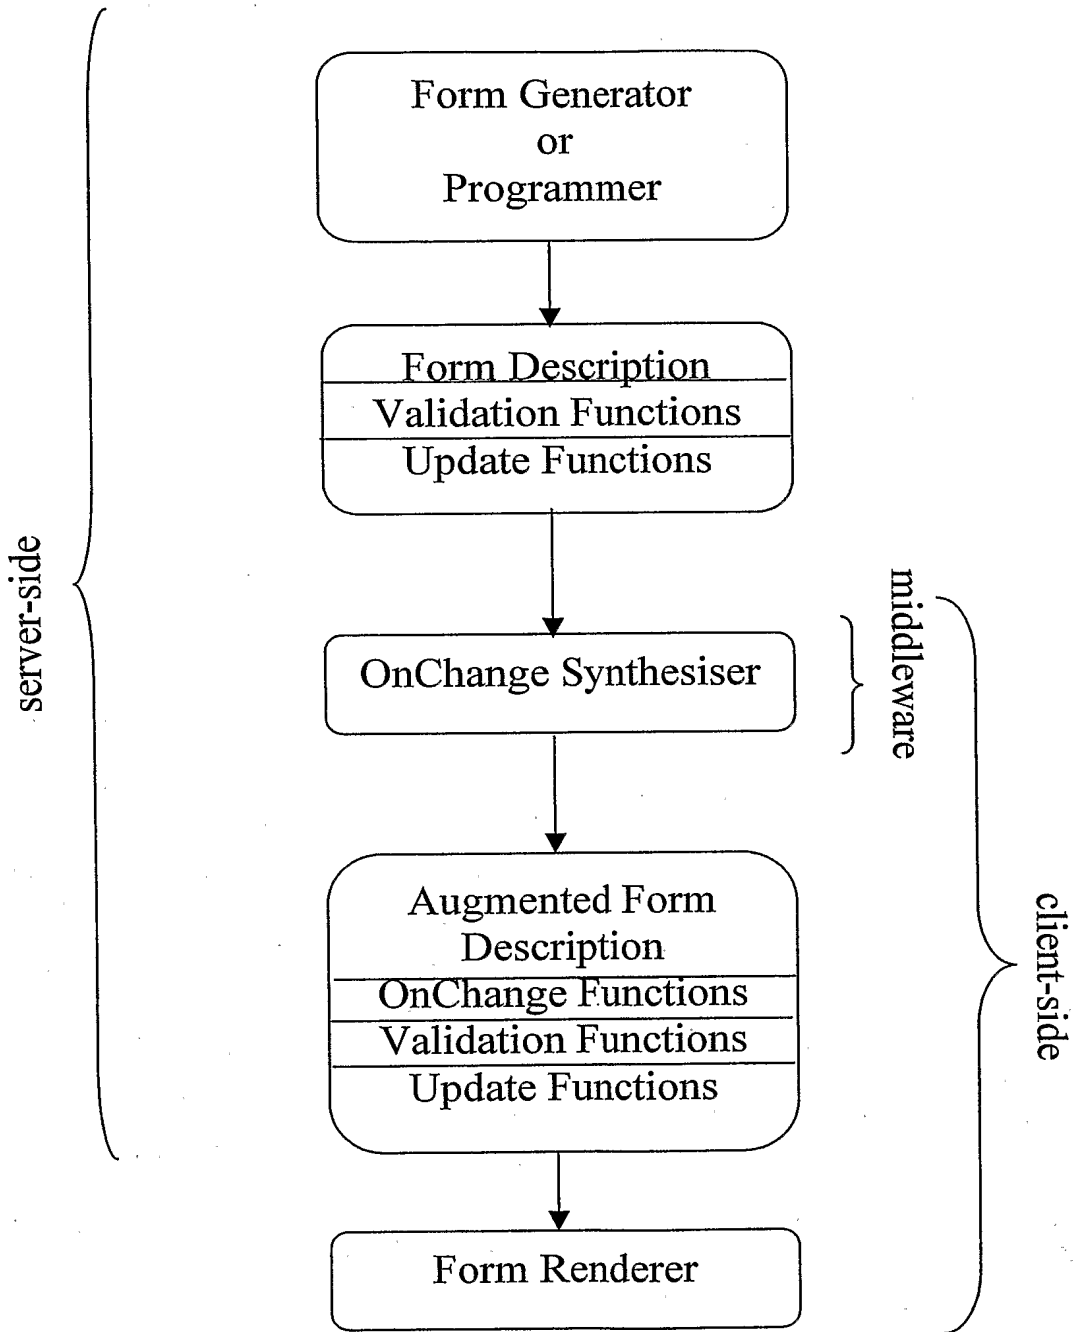 Form Generator
or
Programmer
Form Description
Validation Functions
Update Functions
server-side
OnChange Synthesiser
middleware
Augmented Form
Description
OnChange Functions
Validation Functions
Update Functions
client-side
Form Renderer